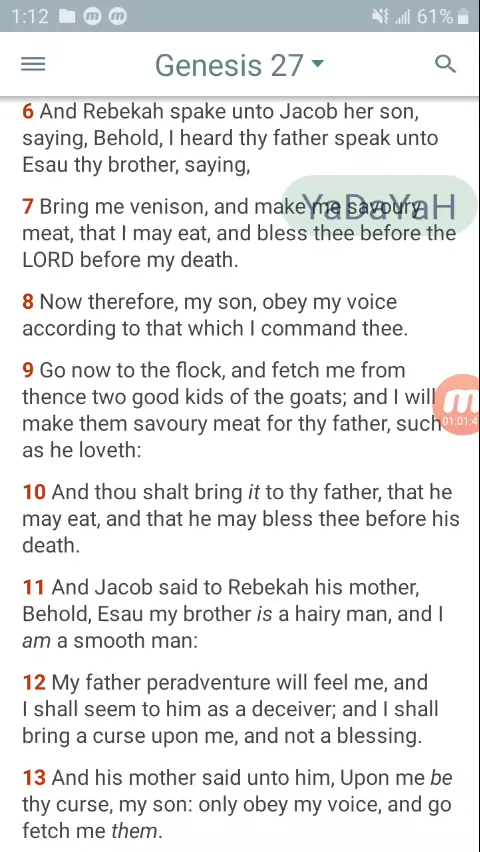 1:12 61%
Genesis 27
6 And Rebekah spake unto Jacob her son,
saying, Behold, I heard thy father speak unto
Esau thy brother, saying,
7 Bring me venison, and make me savoury
YaDaYaH
meat, that I may eat, and bless thee before the
LORD before my death.
8 Now therefore, my son, obey my voice
according to that which I command thee.
9 Go now to the flock, and fetch me from
thence two good kids of the goats; and I will
make them savoury meat for thy father, such
01:01:4
as he loveth:
10 And thou shalt bring it to thy father, that he
may eat, and that he may bless thee before his
death.
11 And Jacob said to Rebekah his mother,
Behold, Esau my brother is a hairy man, and I
am a smooth man:
12 My father peradventure will feel me, and
I shall seem to him as a deceiver; and I shall
bring a curse upon me, and not a blessing.
13 And his mother said unto him, Upon me be
thy curse, my son: only obey my voice, and go
fetch me them.